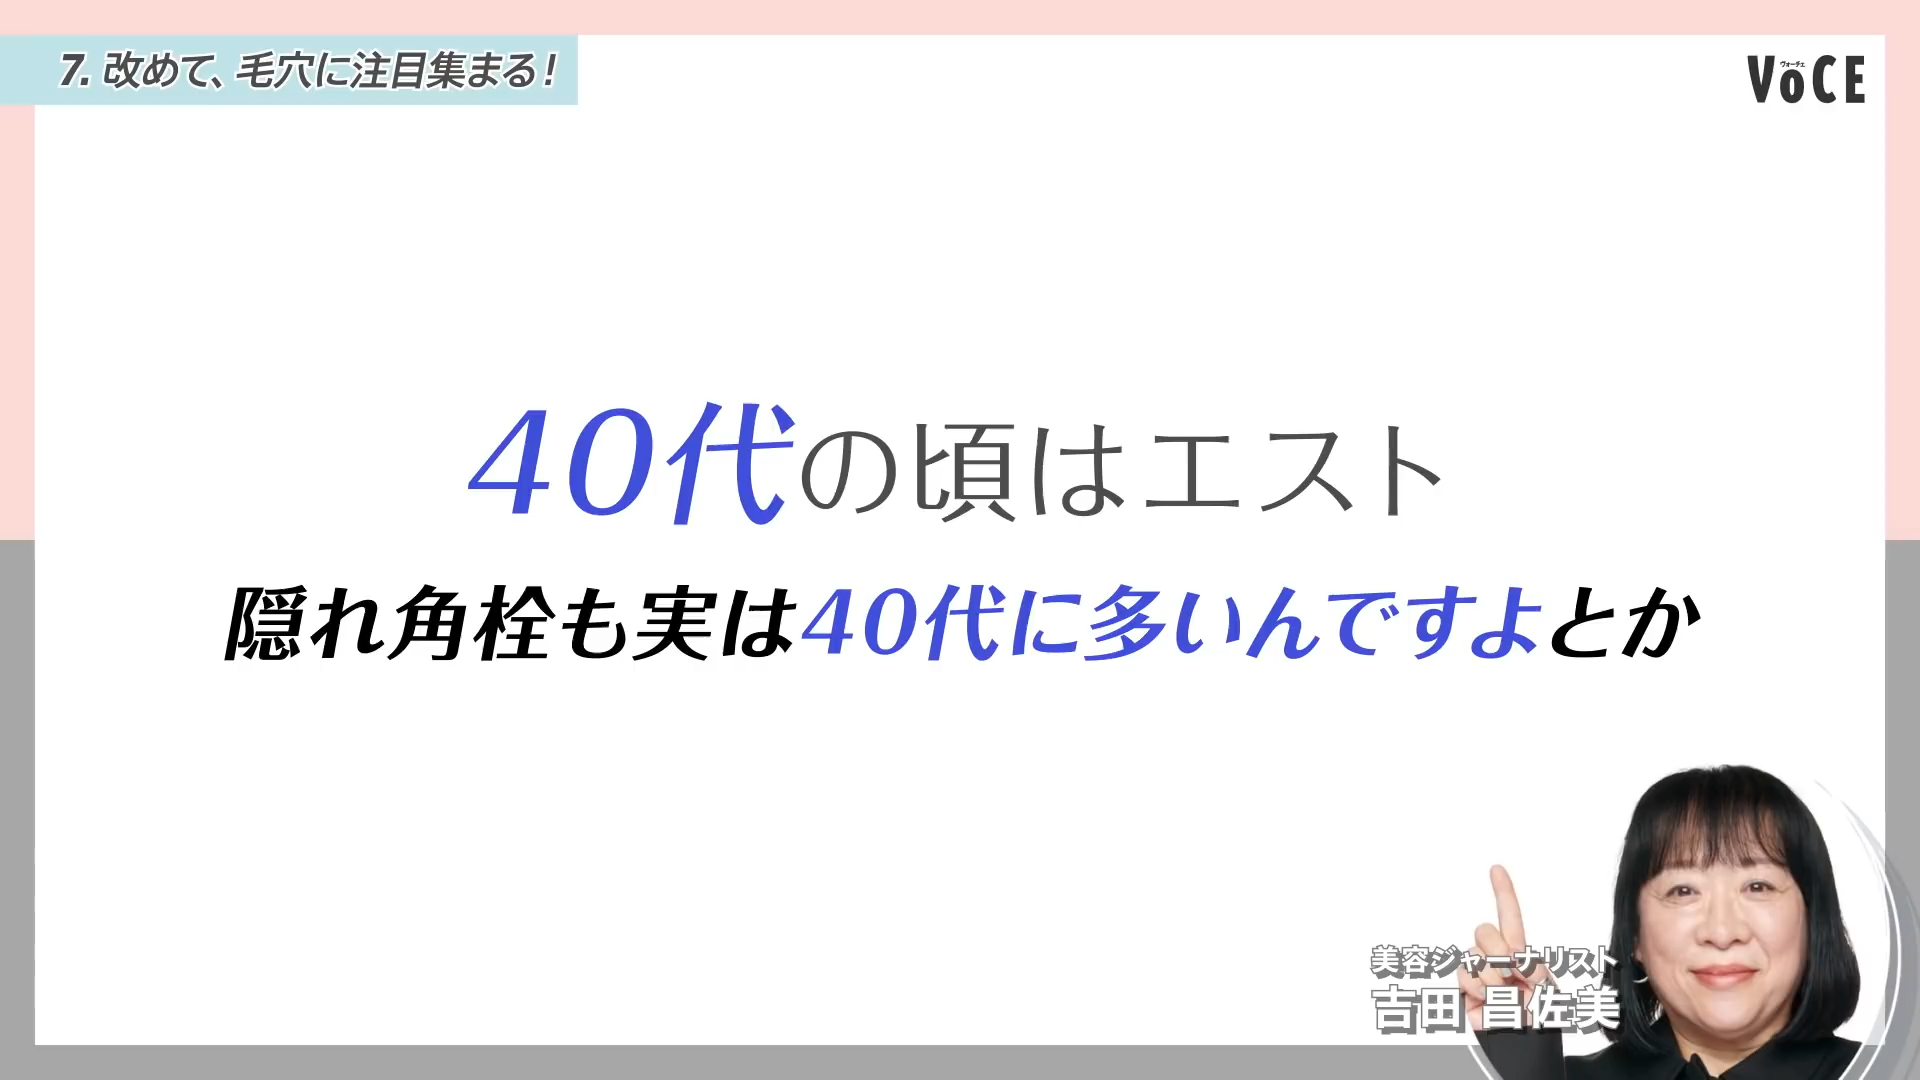 7. 改めて、毛穴に注目集まる！
ヴォーチェ
VoCE
40代の頃はエスト
隠れ角栓も実は40代に多いんですよとか
美容ジャーナリスト
吉田 昌佐美